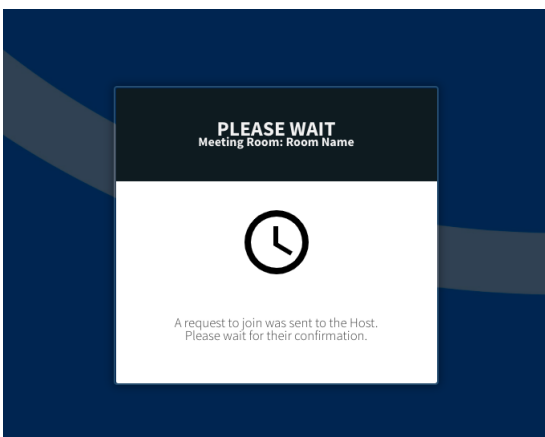 PLEASE WAIT
Meeting Room: Room Name
A request to join was sent to the Host.
Please wait for their confirmation.